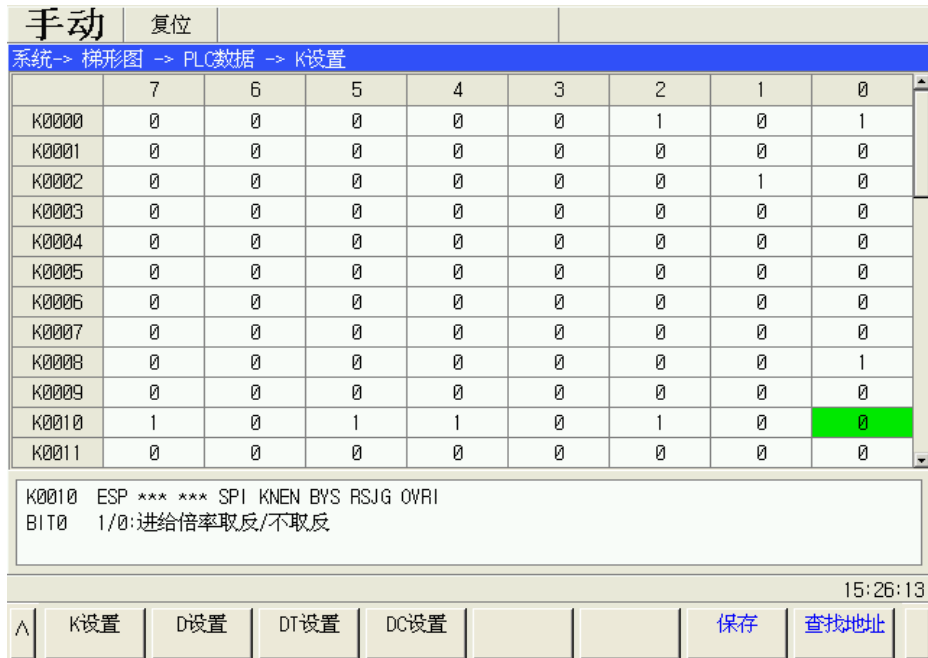 手动 复位
系统-> 梯形图 -> PLC数据 -> K设置
7 6 5 4 3 2 1 0
K0000 0 0 0 0 0 1 0 1
K0001 0 0 0 0 0 0 0 0
K0002 0 0 0 0 0 0 1 0
K0003 0 0 0 0 0 0 0 0
K0004 0 0 0 0 0 0 0 0
K0005 0 0 0 0 0 0 0 0
K0006 0 0 0 0 0 0 0 0
K0007 0 0 0 0 0 0 0 0
K0008 0 0 0 0 0 0 0 1
K0009 0 0 0 0 0 0 0 0
K0010 1 0 1 1 0 1 0 0
K0011 0 0 0 0 0 0 0 0
K0010 ESP *** *** SPI KNEN BYS RSJG OVRI
BIT0 1/0:进给倍率取反/不取反
15:26:13
∧ K设置 D设置 DT设置 DC设置 保存 查找地址